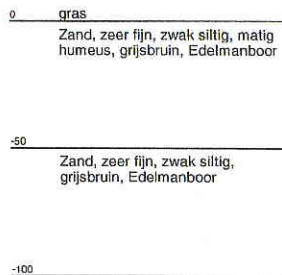 0 gras
Zand, zeer fijn, zwak siltig, matig
humeus, grijsbruin, Edelmanboor
-50
Zand, zeer fijn, zwak siltig,
grijsbruin, Edelmanboor
-100